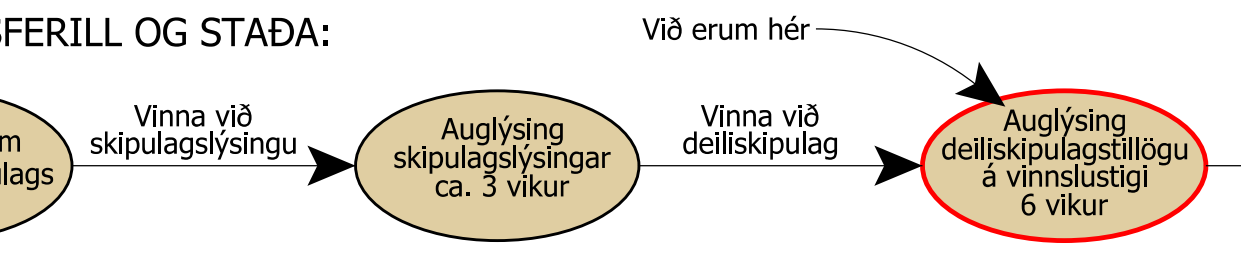 OG STAÐA:
Við erum hér
Vinna við
skipulagslýsingu
Auglýsing
skipulagslýsingar
ca. 3 vikur
Vinna við
deiliskipulag
Auglýsing
deiliskipulagstillögu
á vinnslustigi
6 vikur